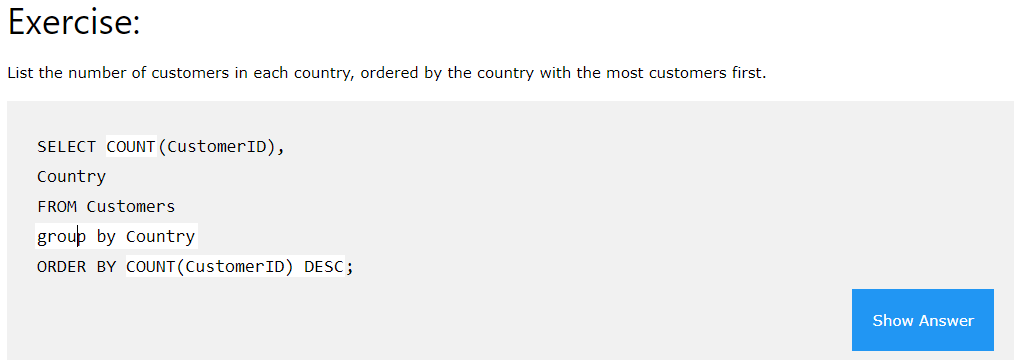 Exercise:
List the number of customers in each country, ordered by the country with the most customers first.
SELECT COUNT(CustomerID),
Country
FROM Customers
group by Country
ORDER BY COUNT(CustomerID) DESC;
Show Answer